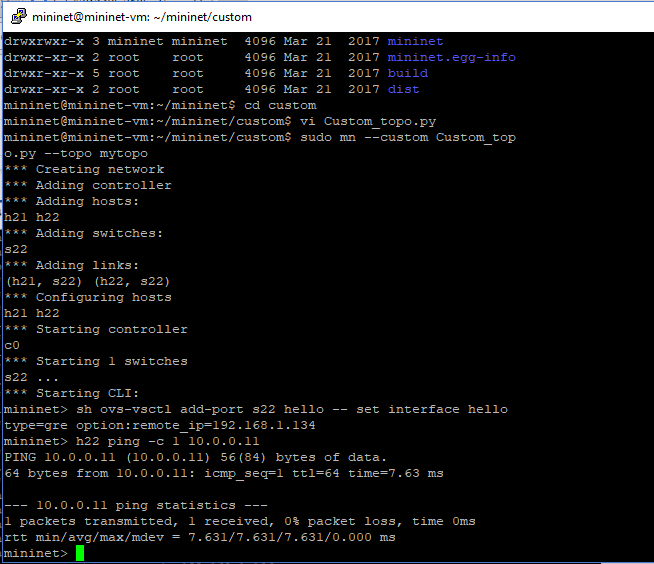 mininet@mininet-vm: ~/mininet/custom
drwxrwxr-x 3 mininet mininet  4096 Mar 21  2017 mininet
drwxr-xr-x 2 root    root     4096 Mar 21  2017 mininet.egg-info
drwxr-xr-x 5 root    root     4096 Mar 21  2017 build
drwxr-xr-x 2 root    root     4096 Mar 21  2017 dist
mininet@mininet-vm:~/mininet$ cd custom
mininet@mininet-vm:~/mininet/custom$ vi Custom_topo.py
mininet@mininet-vm:~/mininet/custom$ sudo mn --custom Custom_top
o.py --topo mytopo
*** Creating network
*** Adding controller
*** Adding hosts:
h21 h22
*** Adding switches:
s22
*** Adding links:
(h21, s22) (h22, s22)
*** Configuring hosts
h21 h22
*** Starting controller
c0
*** Starting 1 switches
s22 ...
*** Starting CLI:
mininet> sh ovs-vsctl add-port s22 hello -- set interface hello
type=gre option:remote_ip=192.168.1.134
mininet> h22 ping -c 1 10.0.0.11
PING 10.0.0.11 (10.0.0.11) 56(84) bytes of data.
64 bytes from 10.0.0.11: icmp_seq=1 ttl=64 time=7.63 ms

--- 10.0.0.11 ping statistics ---
1 packets transmitted, 1 received, 0% packet loss, time 0ms
rtt min/avg/max/mdev = 7.631/7.631/7.631/0.000 ms
mininet>